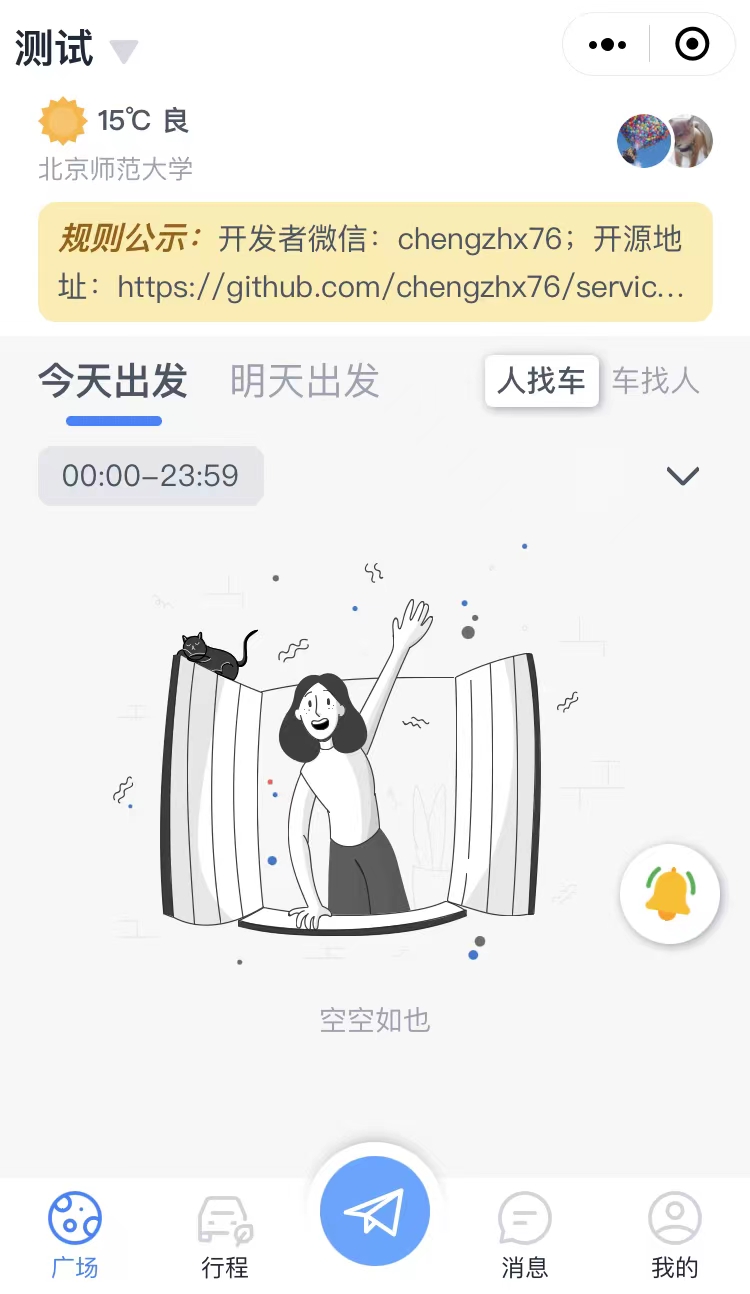 测试
15℃ 良
北京师范大学
规则公示：开发者微信：chengzhx76；开源地
址：https://github.com/chengzhx76/servic...
今天出发 明天出发 人找车 车找人
00:00-23:59
空空如也
广场 行程 消息 我的